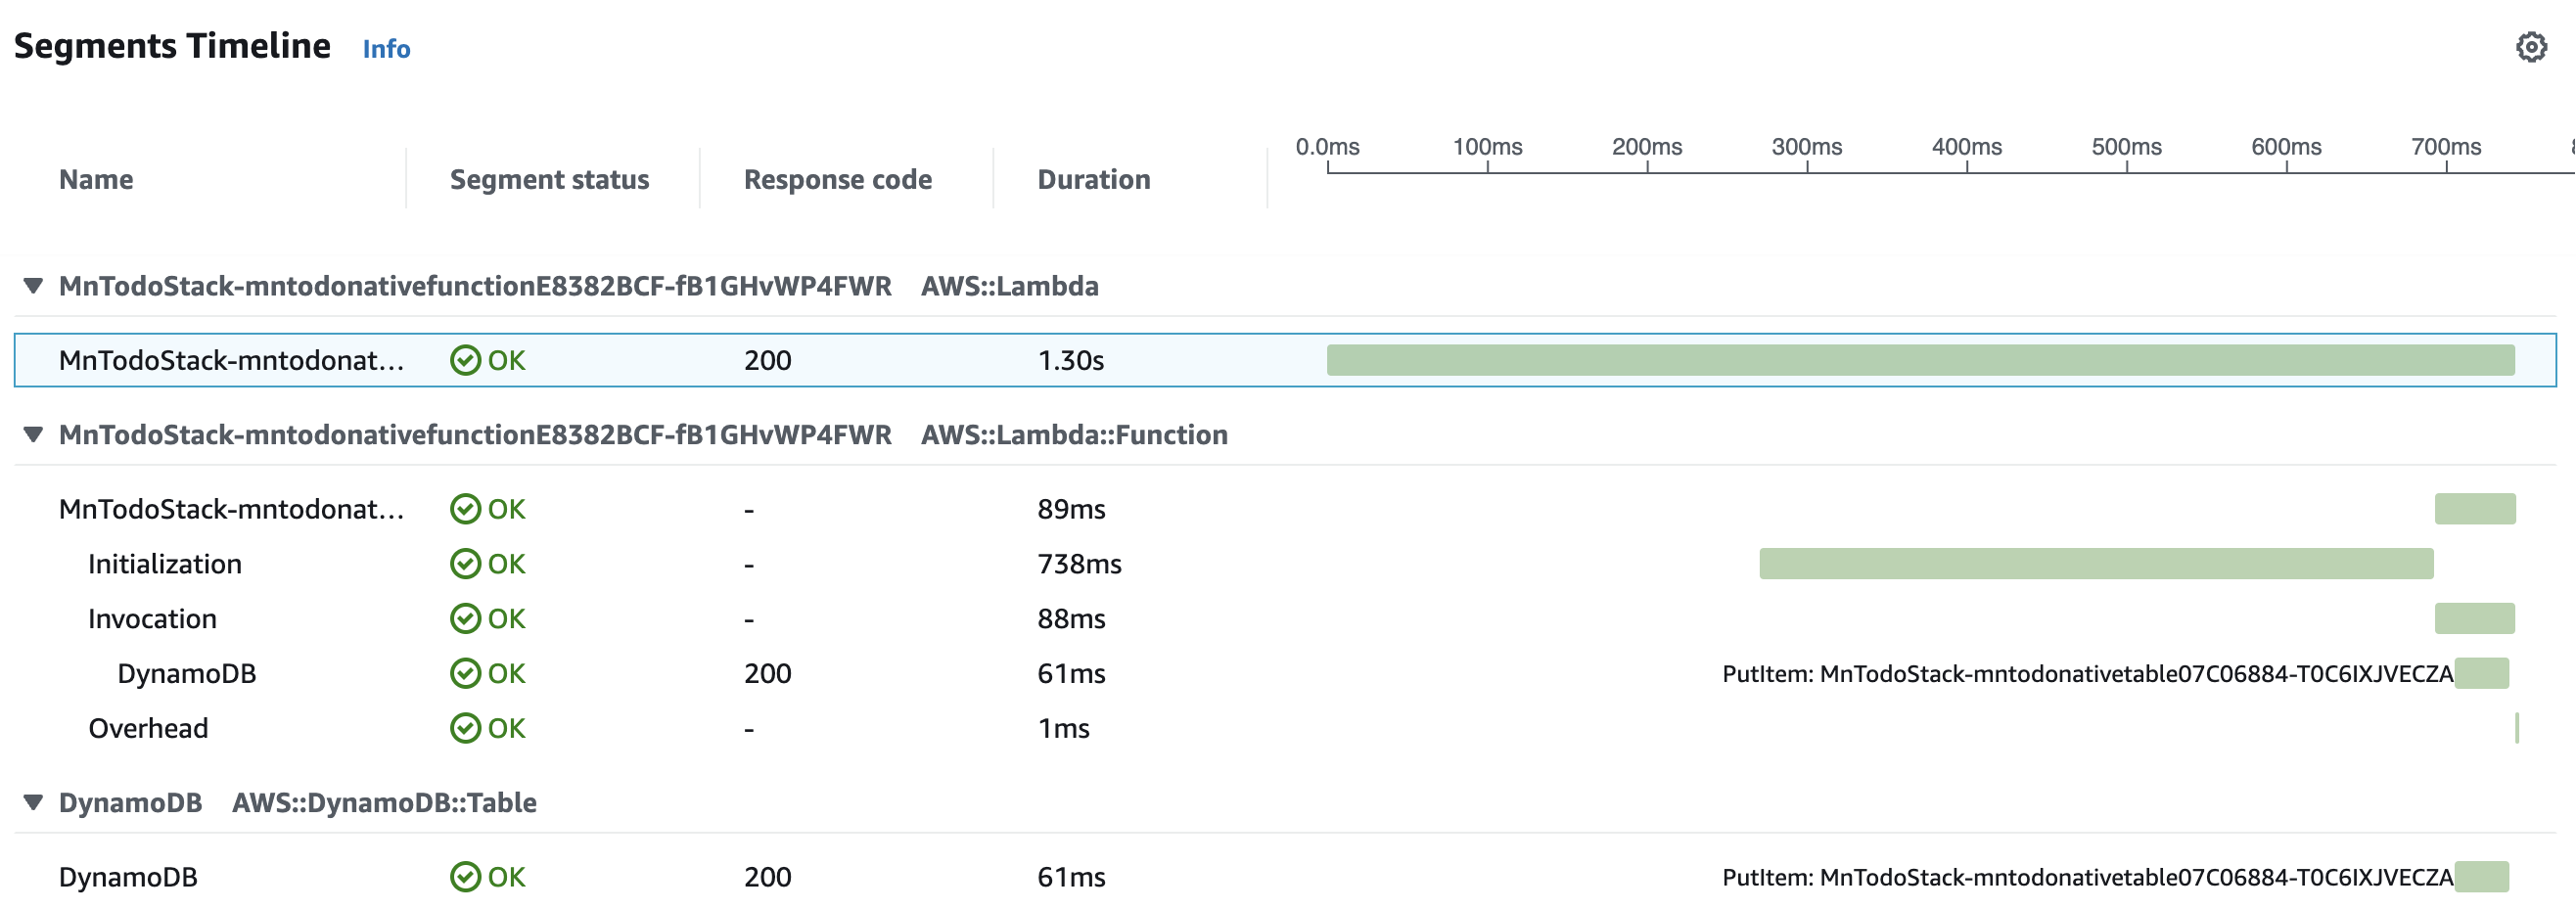 Segments Timeline Info
0.0ms 100ms 200ms 300ms 400ms 500ms 600ms 700ms
Name Segment status Response code Duration
MnTodoStack-mntodonativefunctionE8382BCF-fB1GHvWP4FWR AWS::Lambda
MnTodoStack-mntodonat... OK 200 1.30s
MnTodoStack-mntodonativefunctionE8382BCF-fB1GHvWP4FWR AWS::Lambda::Function
MnTodoStack-mntodonat... OK - 89ms
Initialization OK - 738ms
Invocation OK - 88ms
DynamoDB OK 200 61ms PutItem: MnTodoStack-mntodonativetable07C06884-T0C6IXJVECZA
Overhead OK - 1ms
DynamoDB AWS::DynamoDB::Table
DynamoDB OK 200 61ms PutItem: MnTodoStack-mntodonativetable07C06884-T0C6IXJVECZA